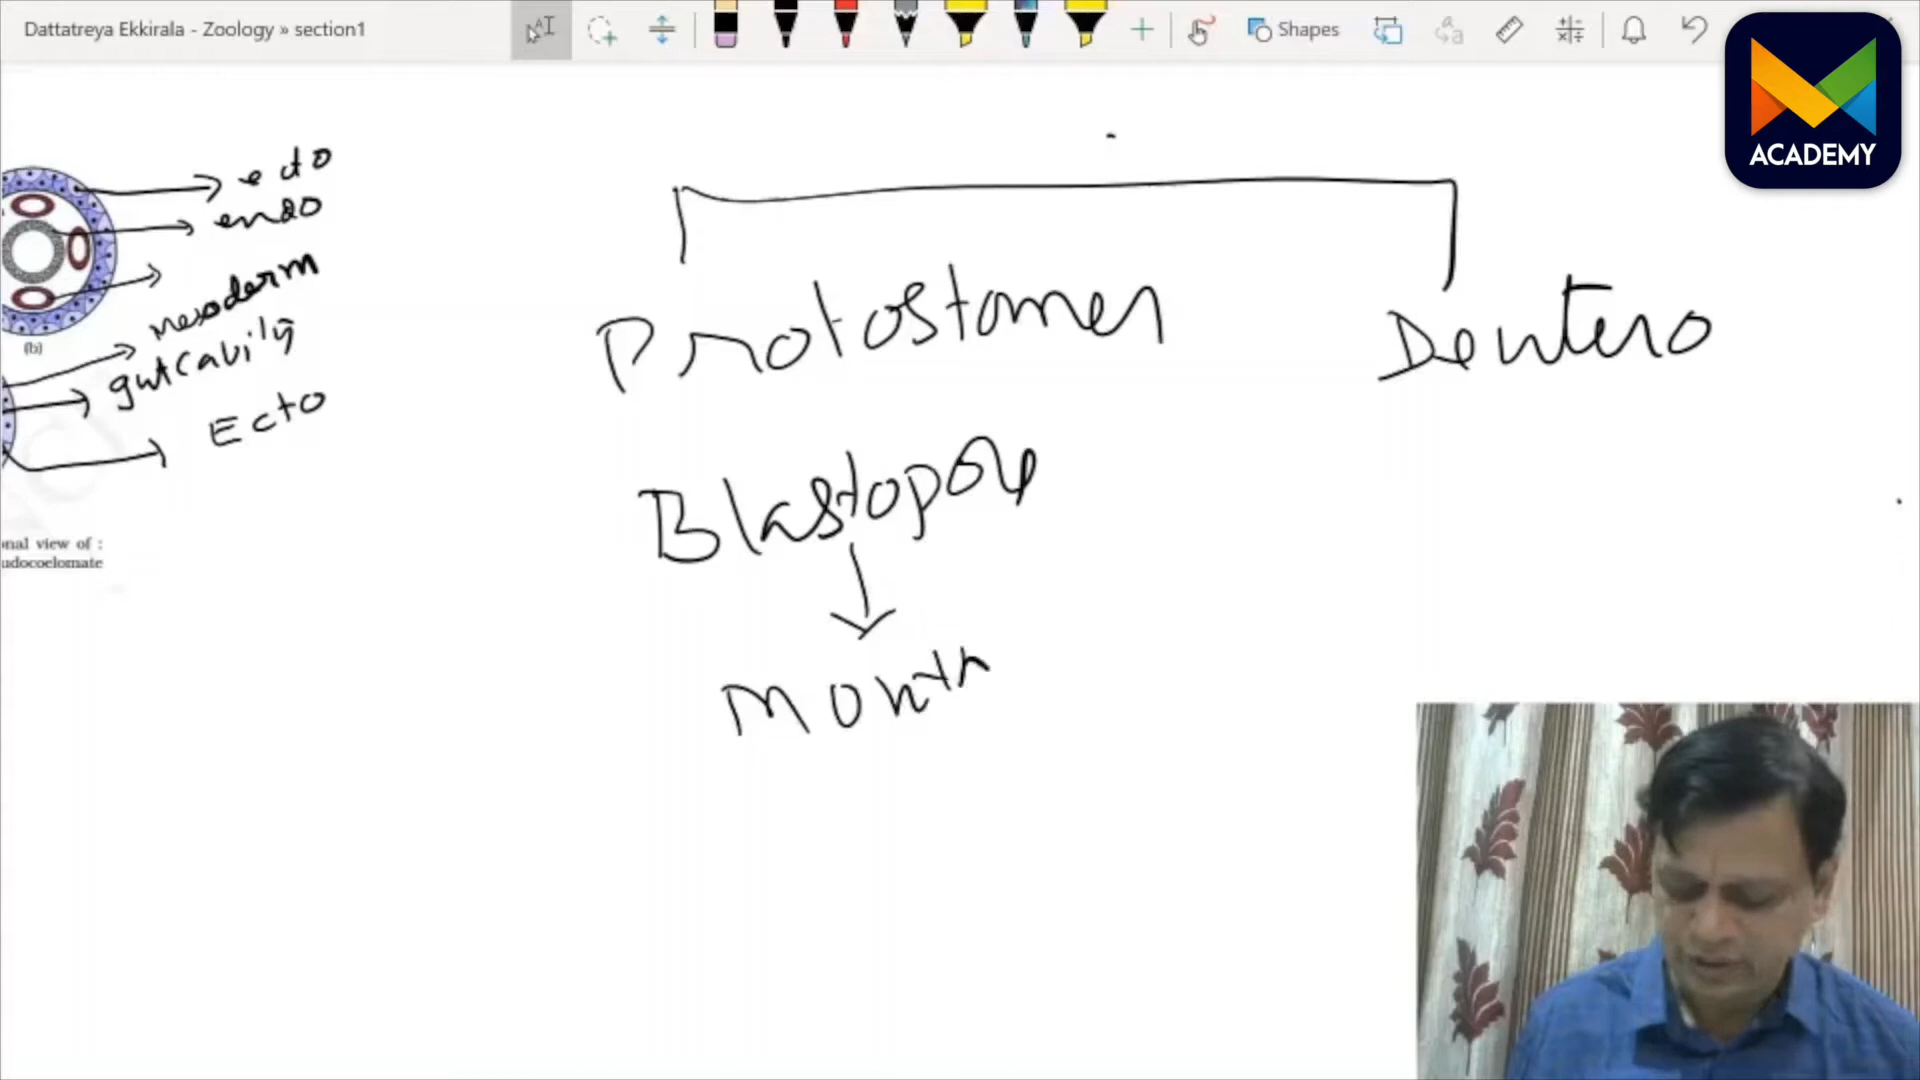 Dattatreya Ekkirala - Zoology » section1
Shapes
ACADEMY
ecto
endo
mesoderm
(b)
gutcavity
Ecto
onal view of :
udocoelomate
Protostomes
Deutero
Blastopore
Mouth